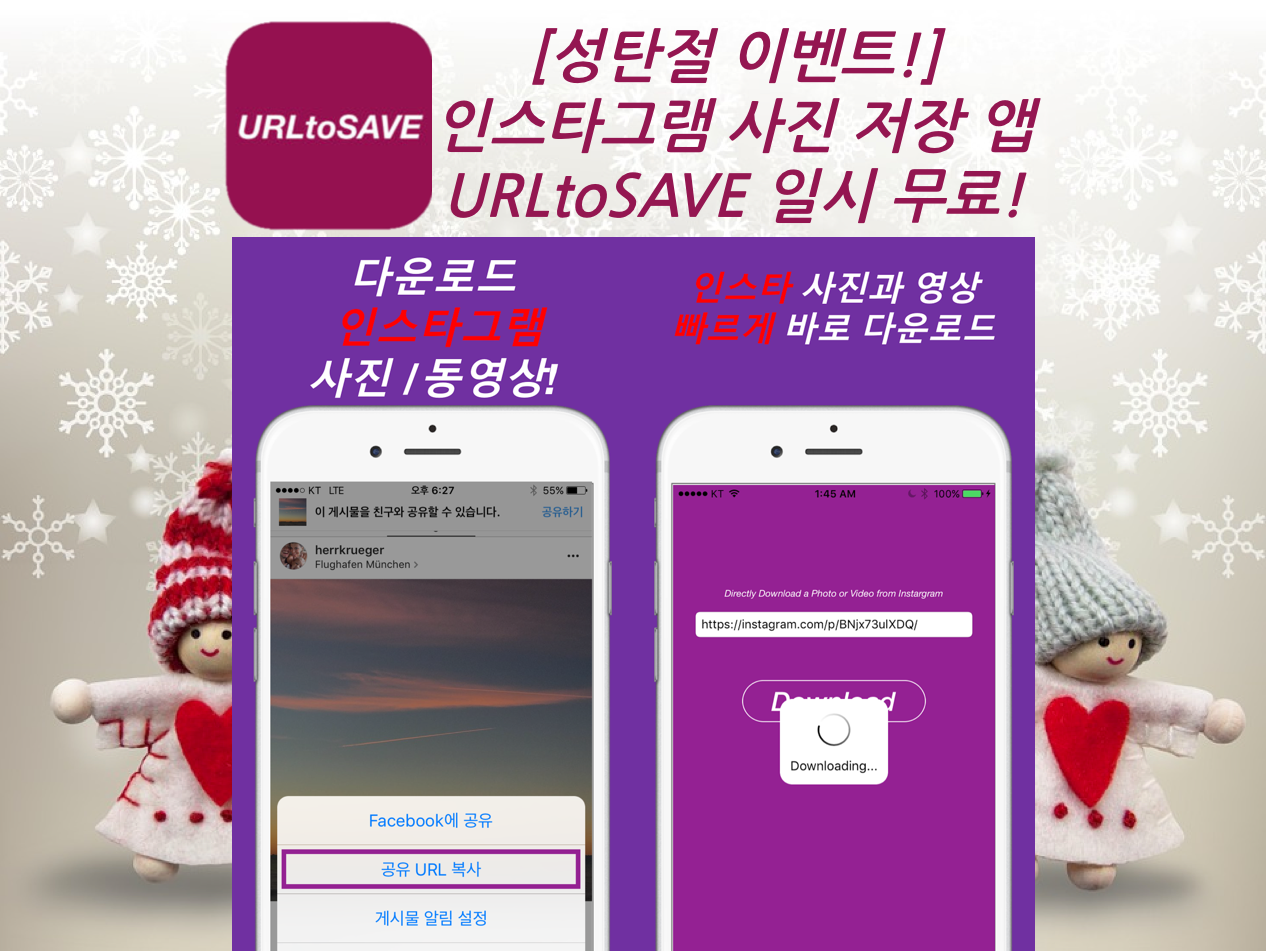 URLtoSAVE
[성탄절 이벤트!]
인스타그램 사진 저장 앱
URLtoSAVE 일시 무료!
다운로드
인스타그램
사진 / 동영상!
KT LTE 오후 6:27 55%
이 게시물을 친구와 공유할 수 있습니다. 공유하기
herrkrueger
Flughafen München >
Facebook에 공유
공유 URL 복사
게시물 알림 설정
인스타 사진과 영상
빠르게 바로 다운로드
KT 1:45 AM 100%
Directly Download a Photo or Video from Instargram
https://instagram.com/p/BNjx73ulXDQ/
Download
Downloading...